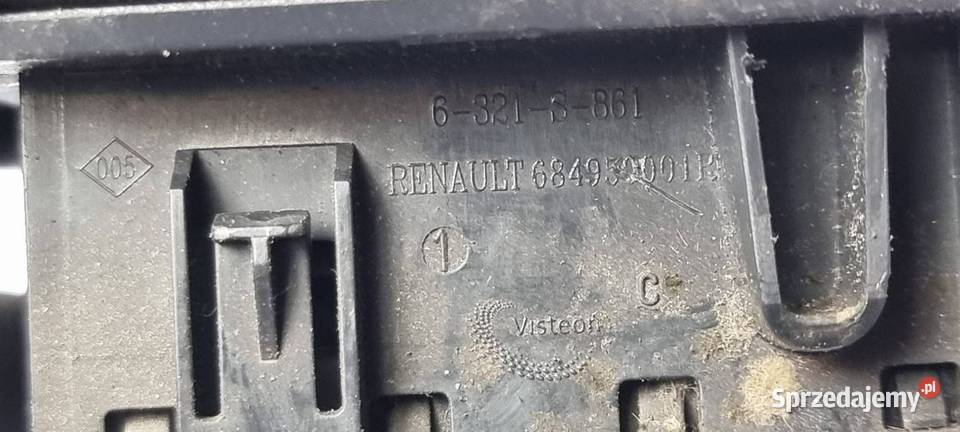 6-321-S-861
005
RENAULT 684950001R
1
C
Visteon
Sprzedajemy.pl